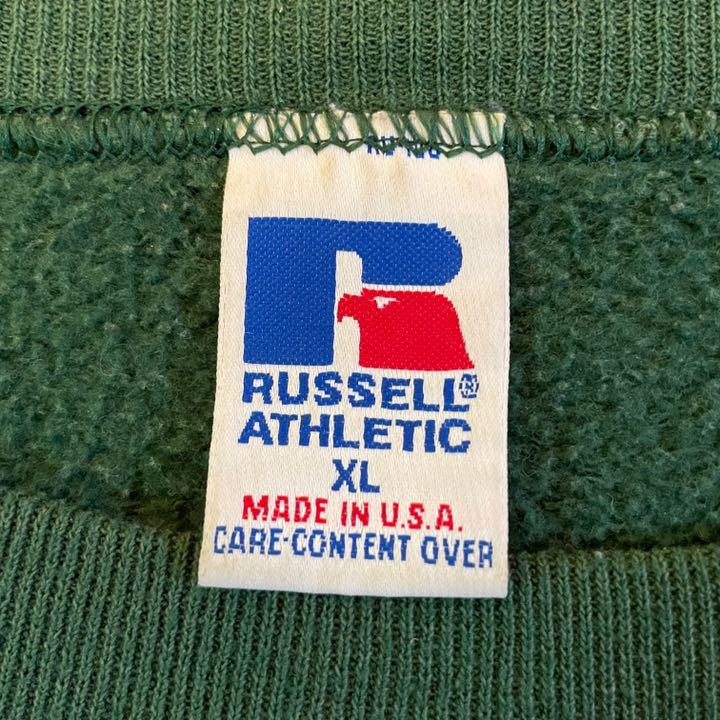 RUSSELL®
ATHLETIC
XL
MADE IN U.S.A.
CARE-CONTENT OVER